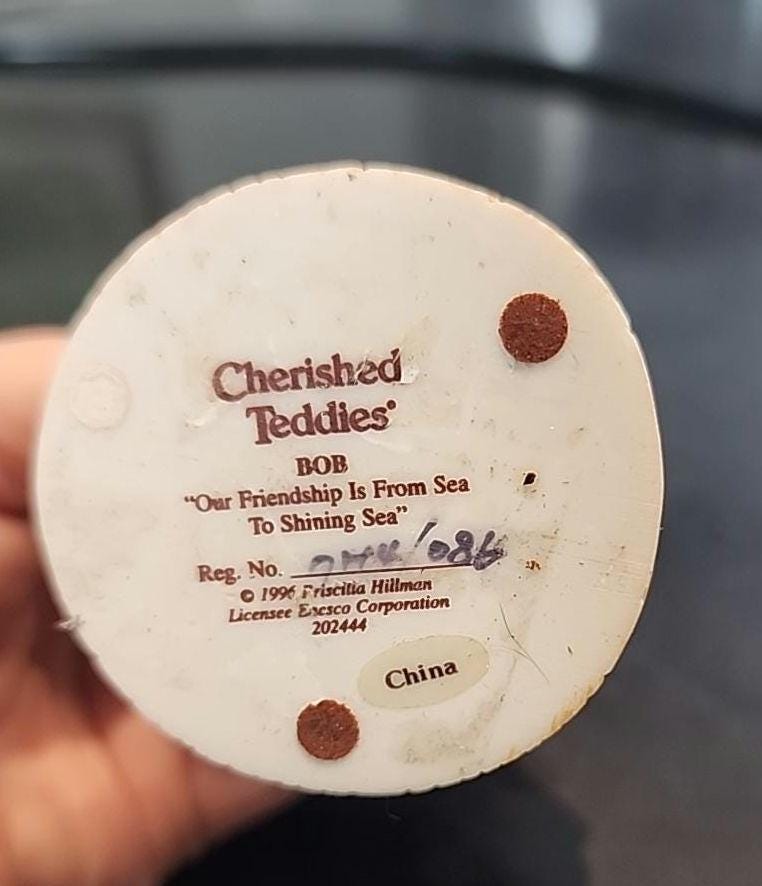 Cherished
Teddies®
BOB
“Our Friendship Is From Sea
To Shining Sea”
Reg. No.
© 1996 Priscilla Hillman
Licensee Enesco Corporation
202444
China